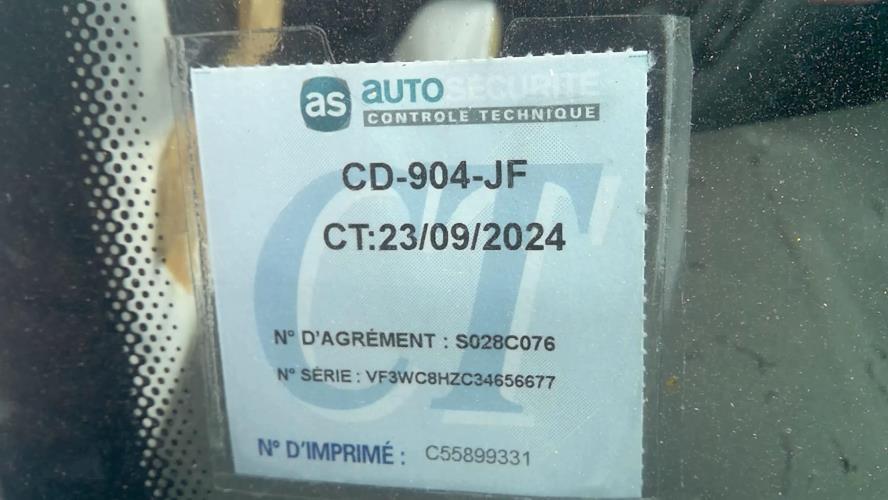 as AUTO SECURITE
CONTROLE TECHNIQUE
CD-904-JF
CT:23/09/2024
N° D'AGRÉMENT : S028C076
N° SÉRIE : VF3WC8HZC34656677
N° D'IMPRIMÉ : C55899331
CT